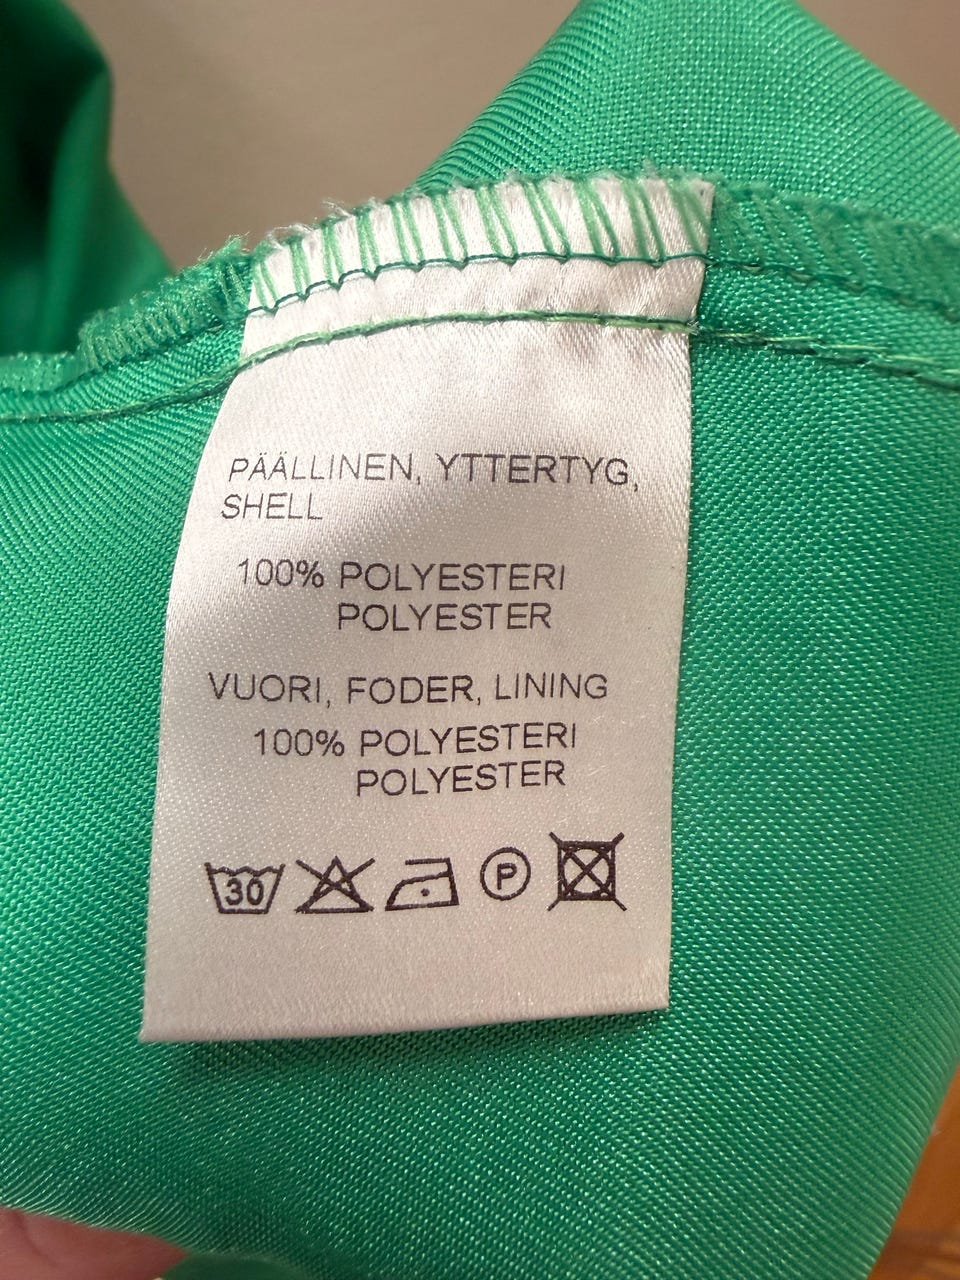 PÄÄLLINEN, YTTERTYG,
SHELL
100% POLYESTERI
POLYESTER
VUORI, FODER, LINING
100% POLYESTERI
POLYESTER
30 P